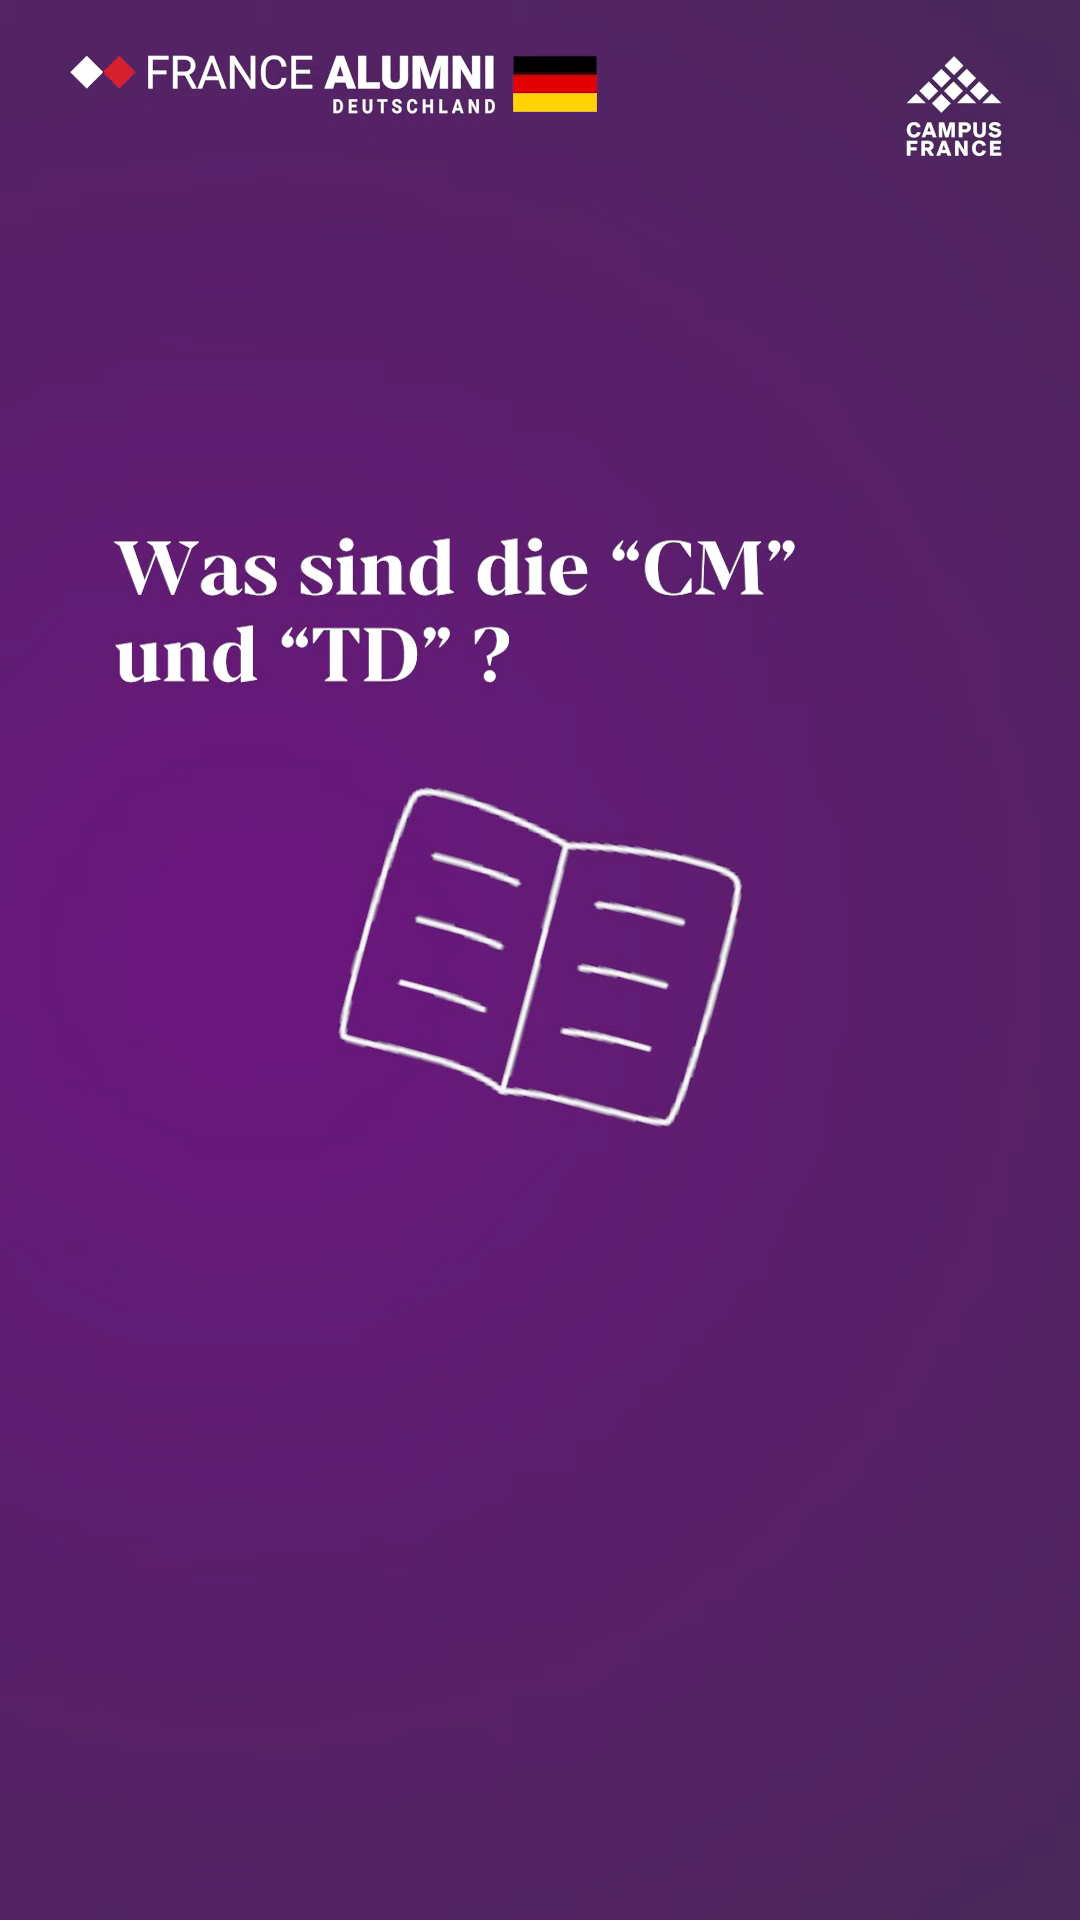 FRANCE ALUMNI
DEUTSCHLAND
CAMPUS
FRANCE
Was sind die “CM”
und “TD” ?